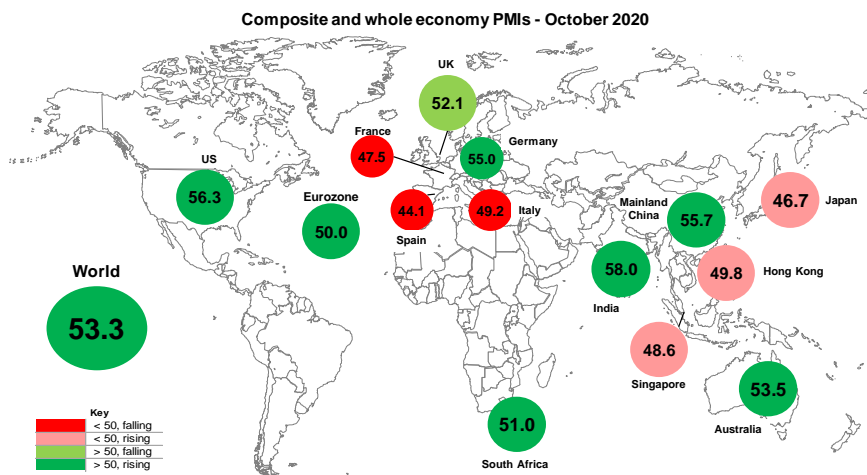 Composite and whole economy PMIs - October 2020
UK
52.1
France
47.5
Germany
55.0
US
56.3
Eurozone
50.0
44.1
Spain
49.2
Italy
Mainland
China
55.7
46.7
Japan
58.0
India
49.8
Hong Kong
World
53.3
48.6
Singapore
53.5
Australia
51.0
South Africa
Key
< 50, falling
< 50, rising
> 50, falling
> 50, rising